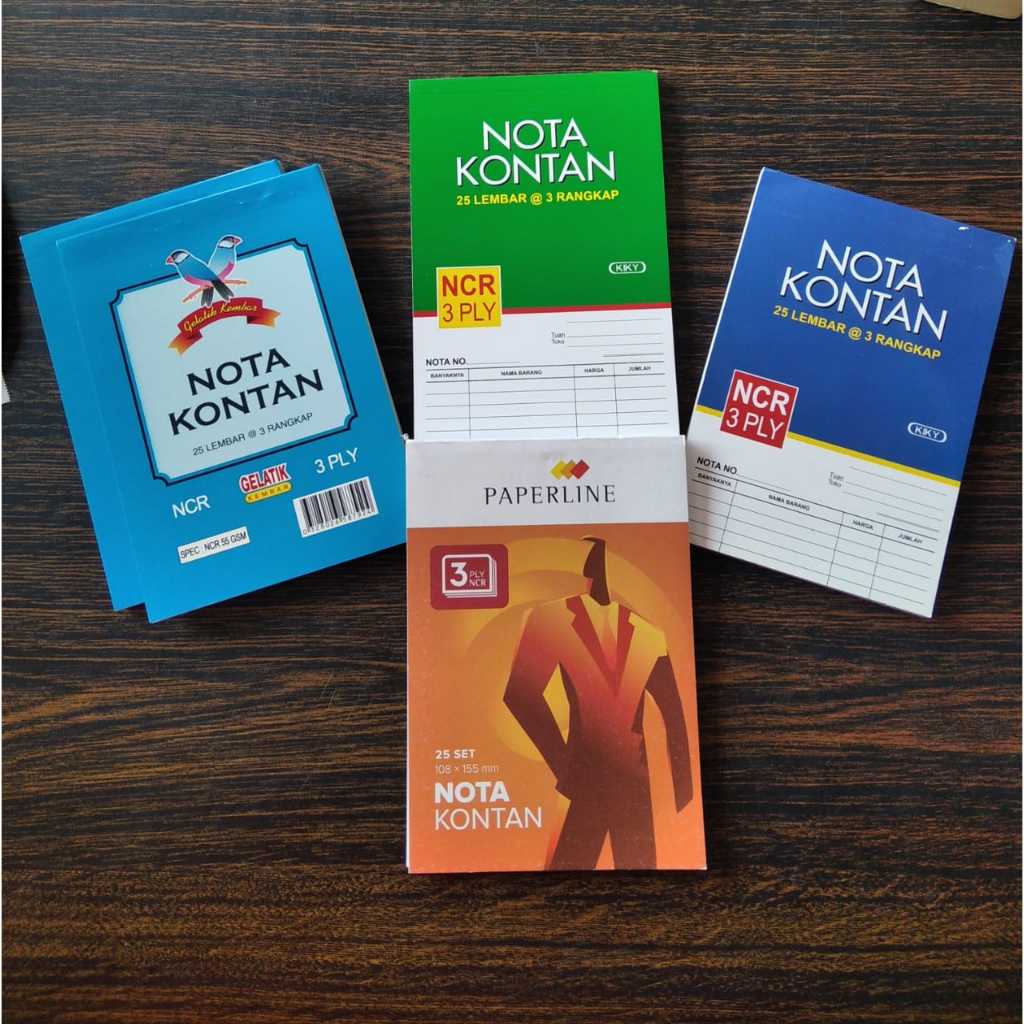 Gelatik Kembar
NOTA
KONTAN
25 LEMBAR @ 3 RANGKAP
NCR
GELATIK
KEMBAR
3 PLY
SPEC : NCR 55 GSM
NOTA
KONTAN
25 LEMBAR @ 3 RANGKAP
KIKY
NCR
3 PLY
Tuan
Toko
NOTA NO.
BANYAKNYA NAMA BARANG HARGA JUMLAH
NOTA
KONTAN
25 LEMBAR @ 3 RANGKAP
NCR
3 PLY
KIKY
NOTA NO.
Tuan
Toko
BANYAKNYA NAMA BARANG HARGA JUMLAH
PAPERLINE
3 PLY
NCR
25 SET
108 × 155 mm
NOTA
KONTAN